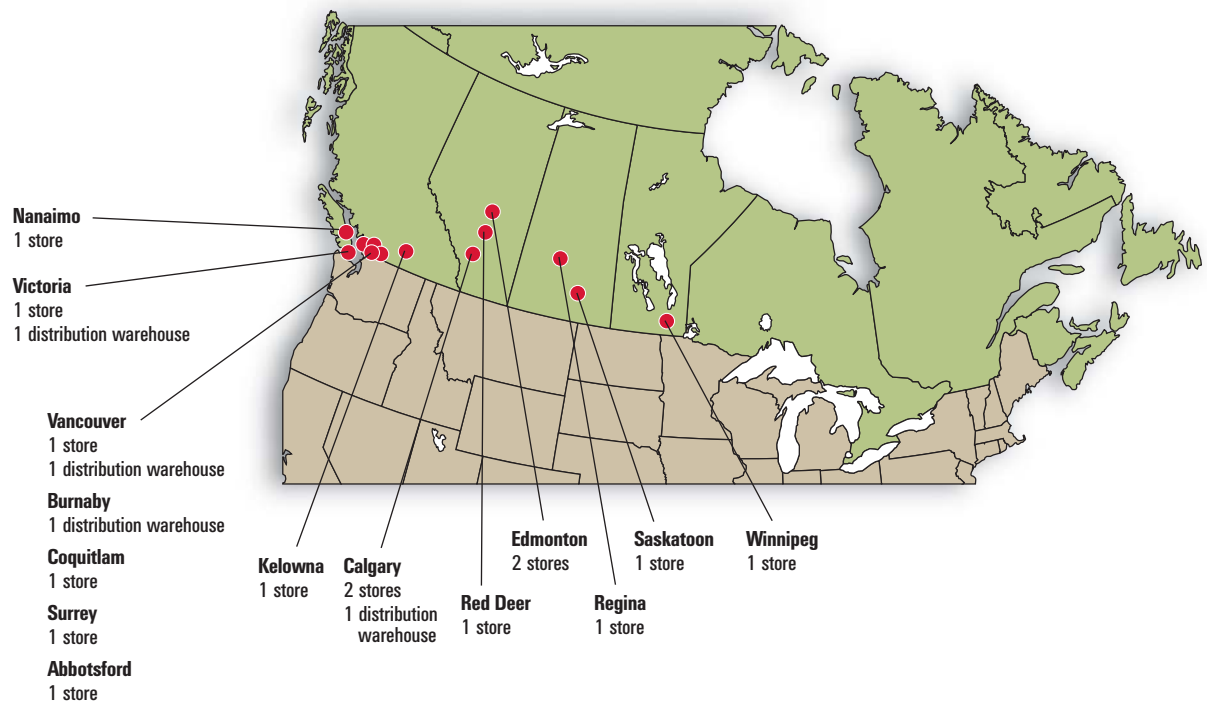 Nanaimo
1 store
Victoria
1 store
1 distribution warehouse
Vancouver
1 store
1 distribution warehouse
Burnaby
1 distribution warehouse
Coquitlam
1 store
Surrey
1 store
Abbotsford
1 store
Kelowna
1 store
Calgary
2 stores
1 distribution
warehouse
Red Deer
1 store
Edmonton
2 stores
Regina
1 store
Saskatoon
1 store
Winnipeg
1 store